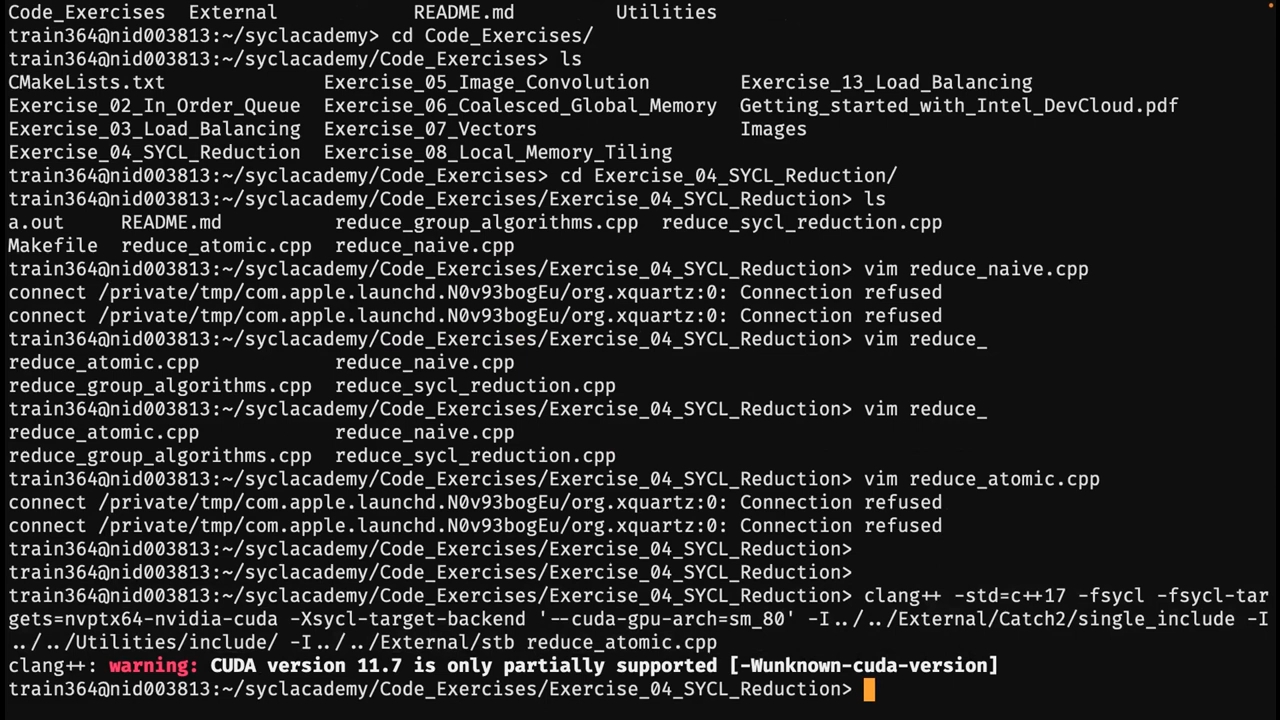 Code_Exercises  External       README.md         Utilities
train364@nid003813:~/syclacademy> cd Code_Exercises/
train364@nid003813:~/syclacademy/Code_Exercises> ls
CMakeLists.txt              Exercise_05_Image_Convolution        Exercise_13_Load_Balancing
Exercise_02_In_Order_Queue  Exercise_06_Coalesced_Global_Memory  Getting_started_with_Intel_DevCloud.pdf
Exercise_03_Load_Balancing  Exercise_07_Vectors                  Images
Exercise_04_SYCL_Reduction  Exercise_08_Local_Memory_Tiling
train364@nid003813:~/syclacademy/Code_Exercises> cd Exercise_04_SYCL_Reduction/
train364@nid003813:~/syclacademy/Code_Exercises/Exercise_04_SYCL_Reduction> ls
a.out     README.md          reduce_group_algorithms.cpp  reduce_sycl_reduction.cpp
Makefile  reduce_atomic.cpp  reduce_naive.cpp
train364@nid003813:~/syclacademy/Code_Exercises/Exercise_04_SYCL_Reduction> vim reduce_naive.cpp
connect /private/tmp/com.apple.launchd.N0v93bogEu/org.xquartz:0: Connection refused
connect /private/tmp/com.apple.launchd.N0v93bogEu/org.xquartz:0: Connection refused
train364@nid003813:~/syclacademy/Code_Exercises/Exercise_04_SYCL_Reduction> vim reduce_
reduce_atomic.cpp            reduce_naive.cpp
reduce_group_algorithms.cpp  reduce_sycl_reduction.cpp
train364@nid003813:~/syclacademy/Code_Exercises/Exercise_04_SYCL_Reduction> vim reduce_
reduce_atomic.cpp            reduce_naive.cpp
reduce_group_algorithms.cpp  reduce_sycl_reduction.cpp
train364@nid003813:~/syclacademy/Code_Exercises/Exercise_04_SYCL_Reduction> vim reduce_atomic.cpp
connect /private/tmp/com.apple.launchd.N0v93bogEu/org.xquartz:0: Connection refused
connect /private/tmp/com.apple.launchd.N0v93bogEu/org.xquartz:0: Connection refused
train364@nid003813:~/syclacademy/Code_Exercises/Exercise_04_SYCL_Reduction>
train364@nid003813:~/syclacademy/Code_Exercises/Exercise_04_SYCL_Reduction>
train364@nid003813:~/syclacademy/Code_Exercises/Exercise_04_SYCL_Reduction> clang++ -std=c++17 -fsycl -fsycl-tar
gets=nvptx64-nvidia-cuda -Xsycl-target-backend '--cuda-gpu-arch=sm_80' -I../../External/Catch2/single_include -I
../../Utilities/include/ -I../../External/stb reduce_atomic.cpp
clang++: warning: CUDA version 11.7 is only partially supported [-Wunknown-cuda-version]
train364@nid003813:~/syclacademy/Code_Exercises/Exercise_04_SYCL_Reduction>